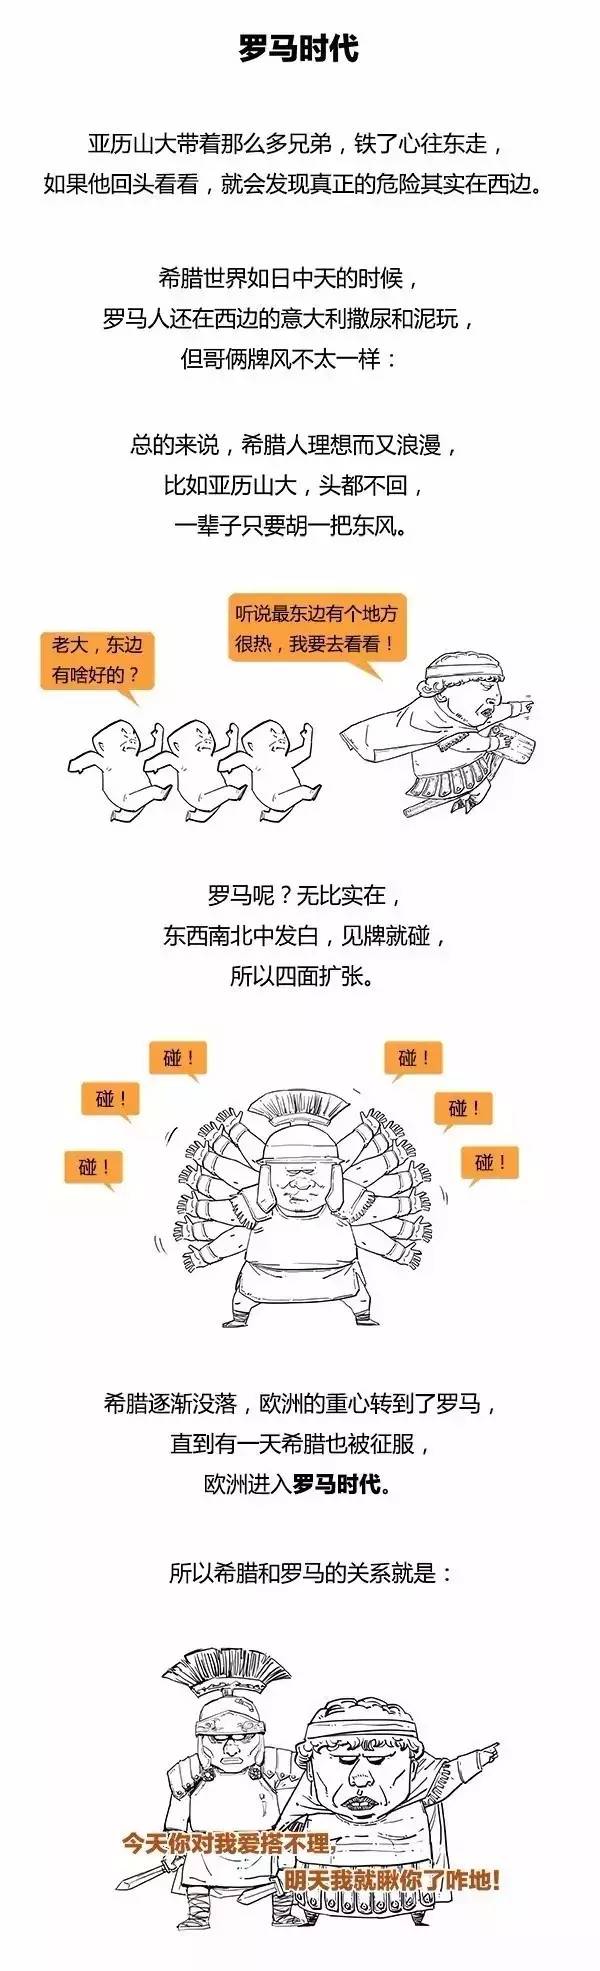 罗马时代
亚历山大带着那么多兄弟，铁了心往东走，
如果他回头看看，就会发现真正的危险其实在西边。
希腊世界如日中天的时候，
罗马人还在西边的意大利撒尿和泥玩，
但哥俩牌风不太一样：
总的来说，希腊人理想而又浪漫，
比如亚历山大，头都不回，
一辈子只要胡一把东风。
老大，东边
有啥好的？
听说最东边有个地方
很热，我要去看看！
罗马呢？无比实在，
东西南北中发白，见牌就碰，
所以四面扩张。
碰！
碰！
碰！
碰！
碰！
碰！
希腊逐渐没落，欧洲的重心转到了罗马，
直到有一天希腊也被征服，
欧洲进入罗马时代。
所以希腊和罗马的关系就是：
今天你对我爱搭不理，
明天我就瞅你了咋地！